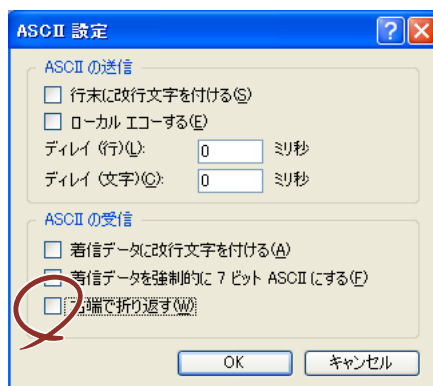 ASCII 設定
ASCII の送信
行末に改行文字を付ける(S)
ローカル エコーする(E)
ディレイ (行)(L): 0 ミリ秒
ディレイ (文字)(C): 0 ミリ秒
ASCII の受信
着信データに改行文字を付ける(A)
着信データを強制的に 7 ビット ASCII にする(F)
右端で折り返す(W)
OK キャンセル